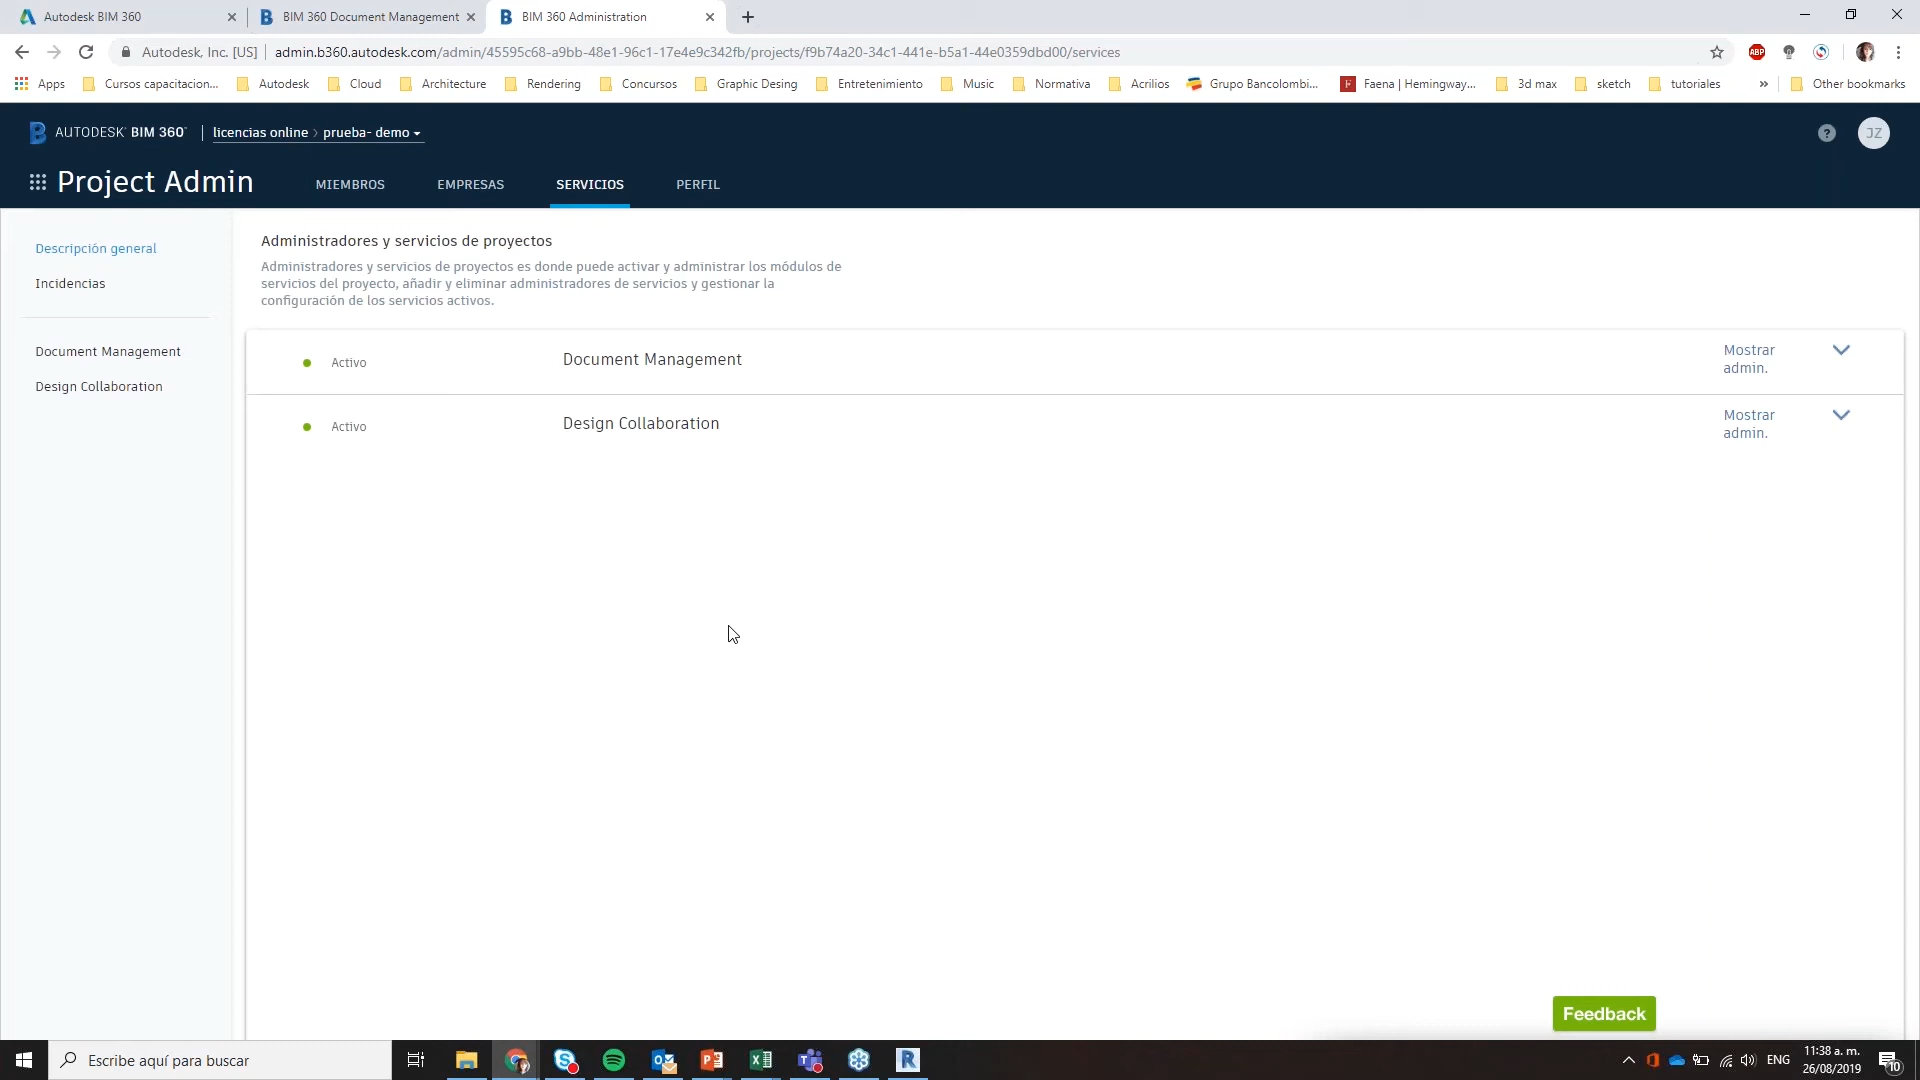 Autodesk BIM 360
BIM 360 Document Management
BIM 360 Administration
Autodesk, Inc. [US]
admin.b360.autodesk.com/admin/45595c68-a9bb-48e1-96c1-17e4e9c342fb/projects/f9b74a20-34c1-441e-b5a1-44e0359dbd00/services
ABP
Apps
Cursos capacitacion...
Autodesk
Cloud
Architecture
Rendering
Concursos
Graphic Desing
Entretenimiento
Music
Normativa
Acrilios
Grupo Bancolombi...
Faena | Hemingway...
3d max
sketch
tutoriales
»
Other bookmarks
AUTODESK® BIM 360™
licencias online > prueba- demo
?
JZ
Project Admin
MIEMBROS
EMPRESAS
SERVICIOS
PERFIL
Descripción general
Incidencias
Document Management
Design Collaboration
Administradores y servicios de proyectos
Administradores y servicios de proyectos es donde puede activar y administrar los módulos de
servicios del proyecto, añadir y eliminar administradores de servicios y gestionar la
configuración de los servicios activos.
Activo
Document Management
Mostrar
admin.
Activo
Design Collaboration
Mostrar
admin.
Feedback
Escribe aquí para buscar
ENG
11:38 a. m.
26/08/2019
10